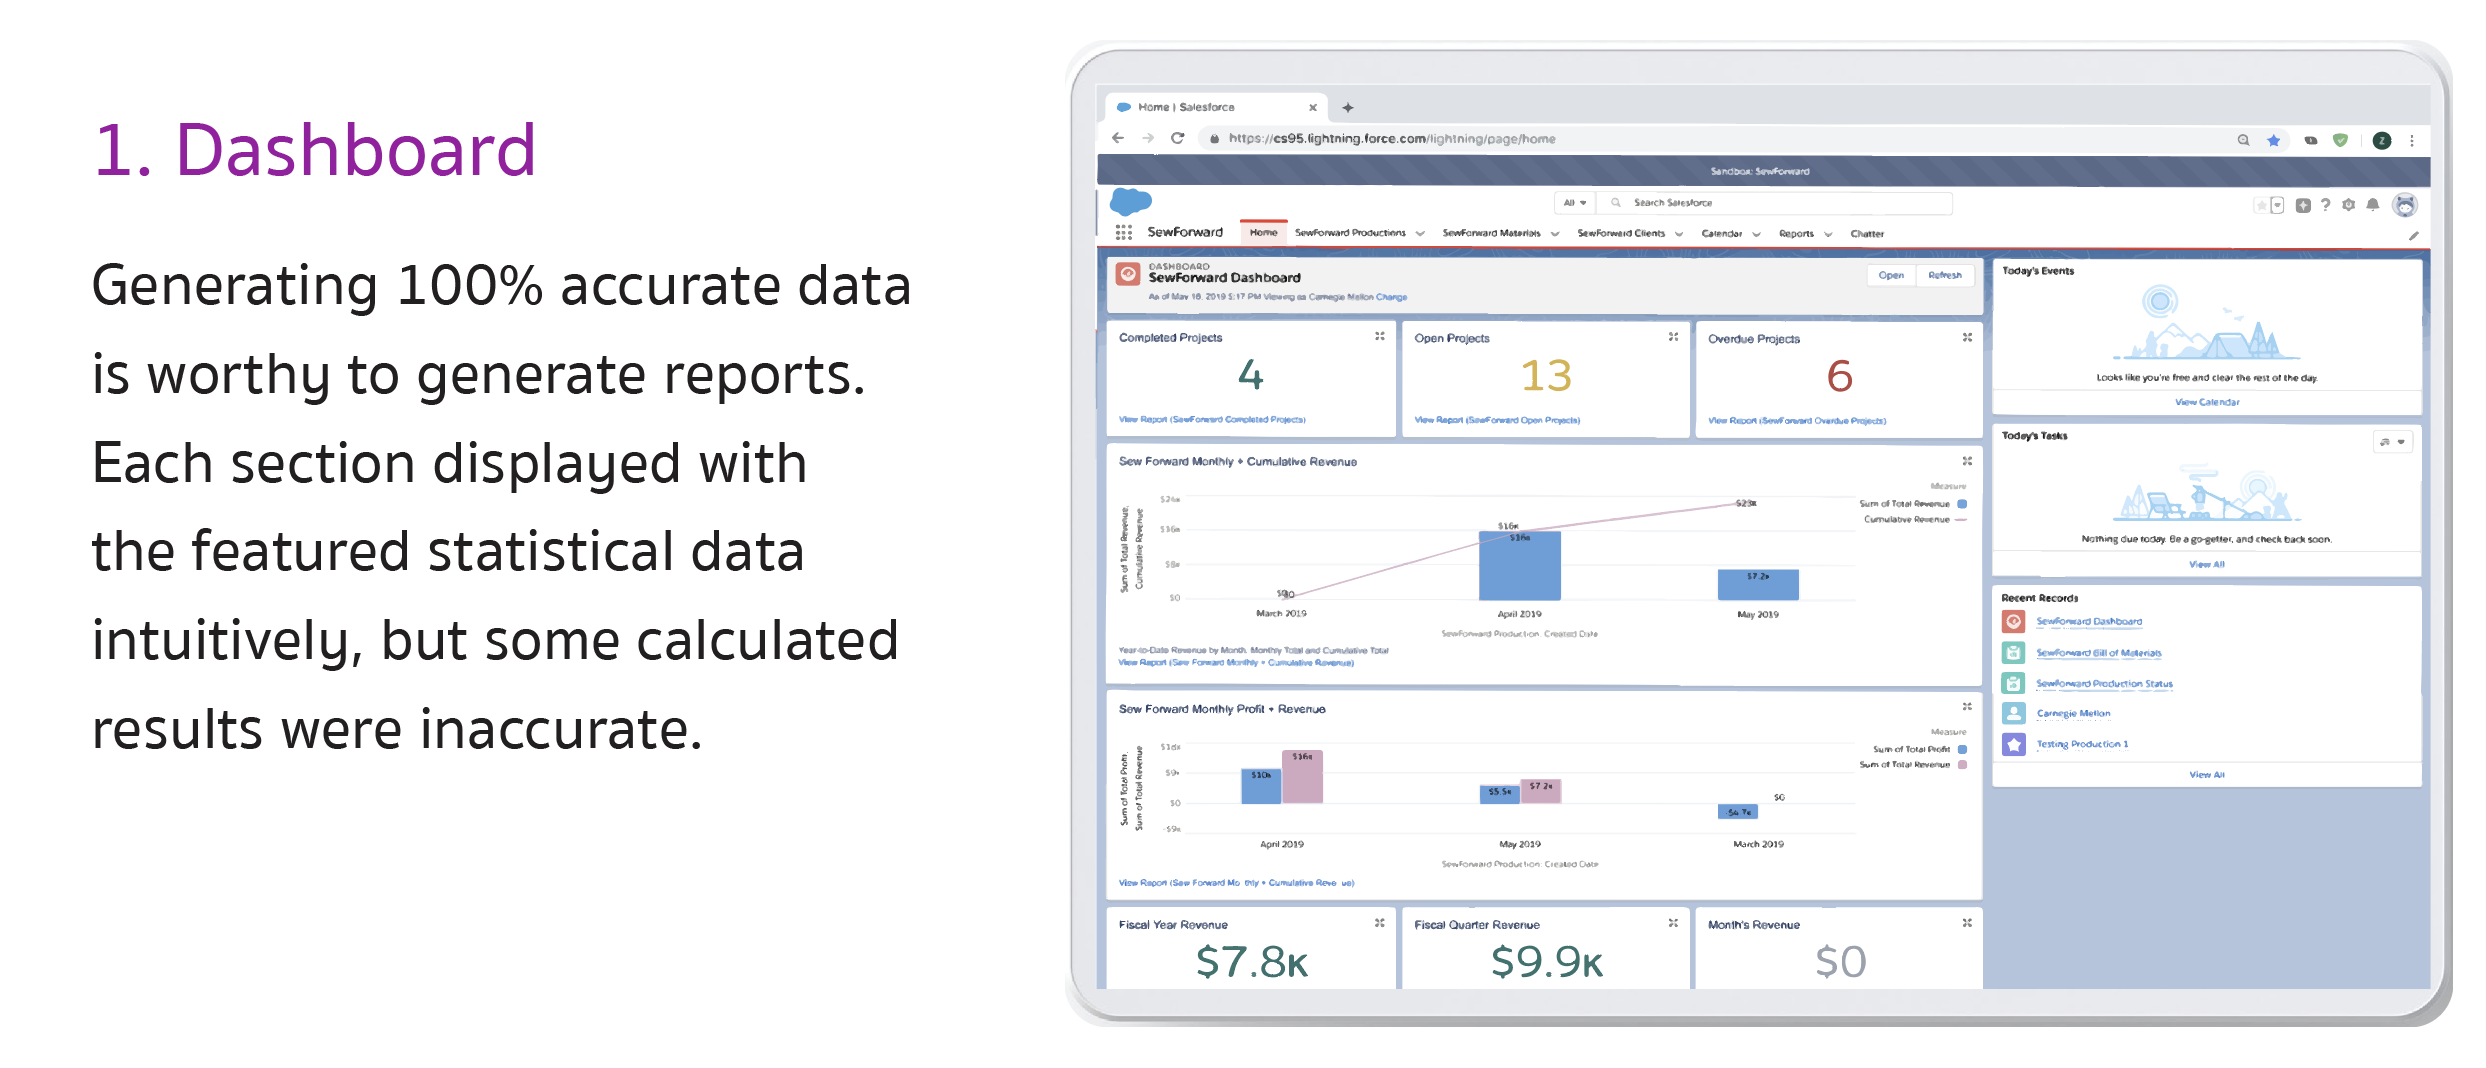 1. Dashboard
Generating 100% accurate data
is worthy to generate reports.
Each section displayed with
the featured statistical data
intuitively, but some calculated
results were inaccurate.
Home | Salesforce
https://cs95.lightning.force.com/lightning/page/home
Z
Sandbox: SewForward
All
Search Salesforce
SewForward
Home
SewForward Productions
SewForward Materials
SewForward Clients
Calendar
Reports
Chatter
DASHBOARD
SewForward Dashboard
As of May 16, 2019 5:17 PM Viewing as Carnegie Mellon Change
Open
Refresh
Completed Projects
4
View Report (SewForward Completed Projects)
Open Projects
13
View Report (SewForward Open Projects)
Overdue Projects
6
View Report (SewForward Overdue Projects)
Sew Forward Monthly + Cumulative Revenue
Sum of Total Revenue,
Cumulative Revenue
$24K
$16K
$8K
$0
$16K
$16K
$23K
$7.2K
March 2019
April 2019
May 2019
SewForward Production: Created Date
Measure
Sum of Total Revenue
Cumulative Revenue
Year-to-Date Revenue by Month. Monthly Total and Cumulative Total
View Report (Sew Forward Monthly + Cumulative Revenue)
Sew Forward Monthly Profit + Revenue
Sum of Total Profit,
Sum of Total Revenue
$18K
$9K
$0
-$9K
$10K
$16K
$5.5K
$7.2K
$0
April 2019
May 2019
March 2019
SewForward Production: Created Date
Measure
Sum of Total Profit
Sum of Total Revenue
View Report (Sew Forward Mo thly + Cumulative Reve ue)
Fiscal Year Revenue
$7.8K
Fiscal Quarter Revenue
$9.9K
Month's Revenue
$0
Today's Events
Looks like you're free and clear the rest of the day.
View Calendar
Today's Tasks
Nothing due today. Be a go-getter, and check back soon.
View All
Recent Records
SewForward Dashboard
SewForward Bill of Materials
SewForward Production Status
Carnegie Mellon
Testing Production 1
View All